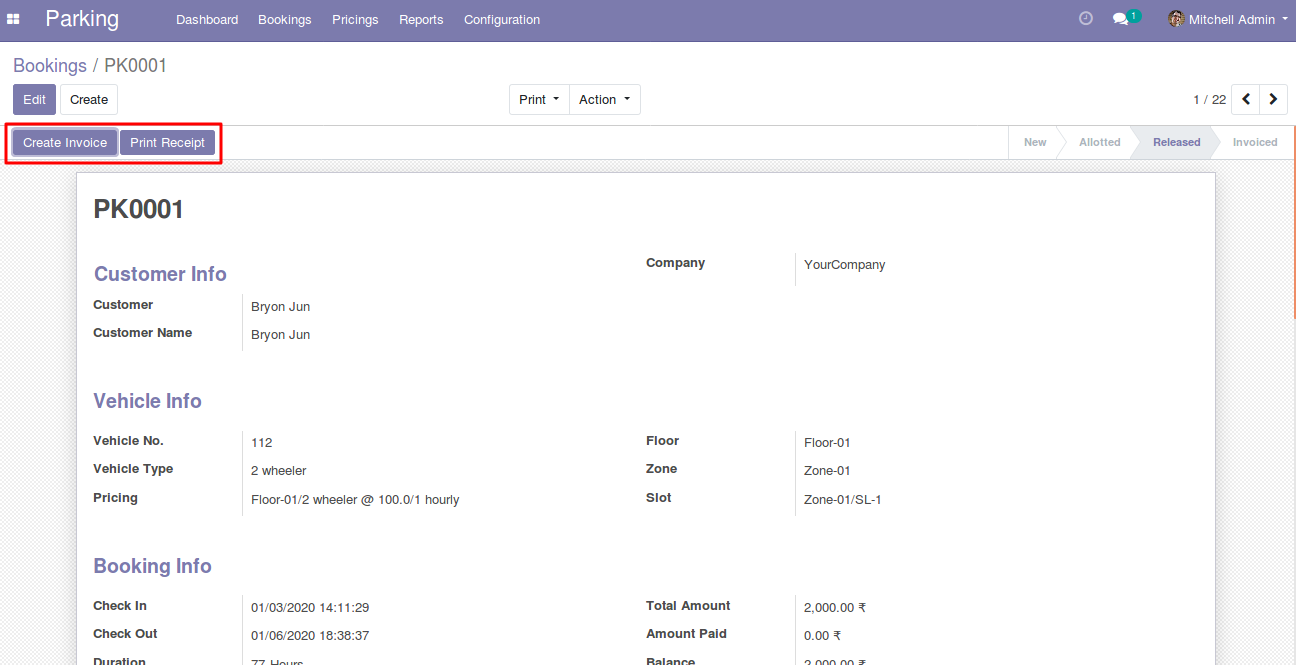 Parking Dashboard Bookings Pricings Reports Configuration 1 Mitchell Admin
Bookings / PK0001
Edit Create Print Action 1 / 22
Create Invoice Print Receipt New Allotted Released Invoiced
PK0001
Customer Info
Company YourCompany
Customer Bryon Jun
Customer Name Bryon Jun
Vehicle Info
Vehicle No. 112 Floor Floor-01
Vehicle Type 2 wheeler Zone Zone-01
Pricing Floor-01/2 wheeler @ 100.0/1 hourly Slot Zone-01/SL-1
Booking Info
Check In 01/03/2020 14:11:29 Total Amount 2,000.00 ₹
Check Out 01/06/2020 18:38:37 Amount Paid 0.00 ₹
Duration 77 Hours Balance 2,000.00 ₹